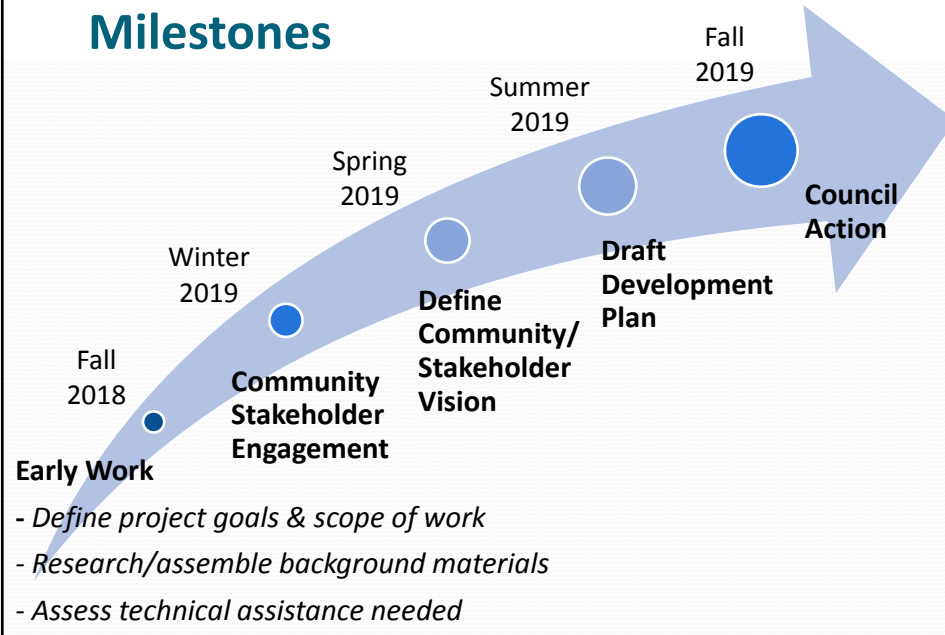 Milestones
Fall
2018
Early Work
- Define project goals & scope of work
- Research/assemble background materials
- Assess technical assistance needed
Winter
2019
Community
Stakeholder
Engagement
Spring
2019
Define
Community/
Stakeholder
Vision
Summer
2019
Draft
Development
Plan
Fall
2019
Council
Action